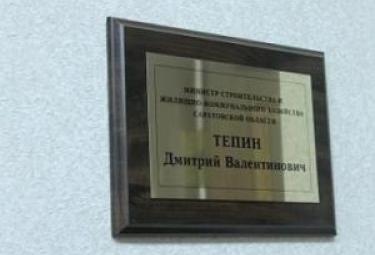 МИНИСТР СТРОИТЕЛЬСТВА И
ЖИЛИЩНО-КОММУНАЛЬНОГО ХОЗЯЙСТВА
САРАТОВСКОЙ ОБЛАСТИ
ТЕПИН
Дмитрий Валентинович